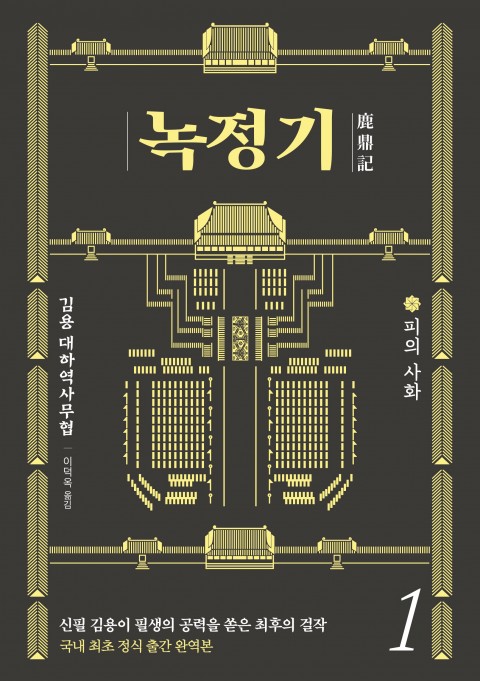 녹정기
鹿鼎記
피의 사화
김용 대하역사무협
이덕옥 옮김
1
신필 김용이 필생의 공력을 쏟은 최후의 걸작
국내 최초 정식 출간 완역본